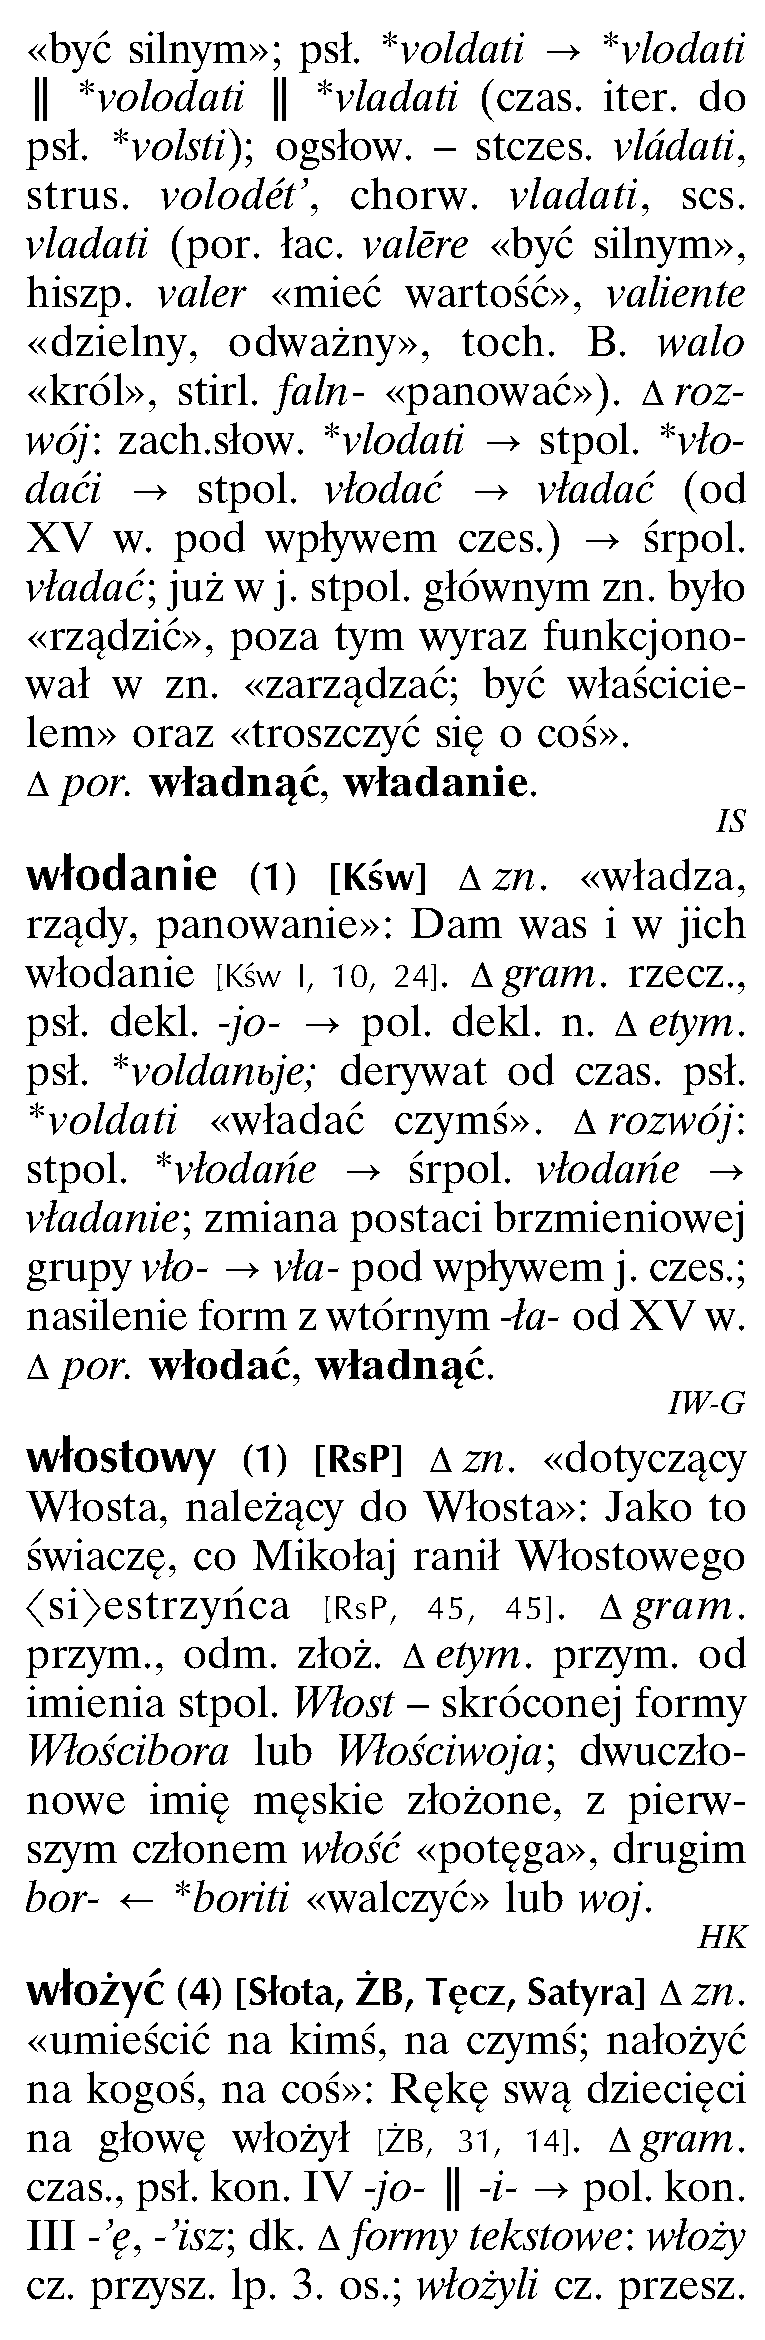 «być silnym»; psł. *voldati → *vlodati
‖ *volodati ‖ *vladati (czas. iter. do
psł. *volsti); ogsłow. – stczes. vládati,
strus. volodét’, chorw. vladati, scs.
vladati (por. łac. valēre «być silnym»,
hiszp. valer «mieć wartość», valiente
«dzielny, odważny», toch. B. walo
«król», stirl. faln- «panować»). Δ roz-
wój: zach.słow. *vlodati → stpol. *vło-
daći → stpol. vłodać → vładać (od
XV w. pod wpływem czes.) → śrpol.
vładać; już w j. stpol. głównym zn. było
«rządzić», poza tym wyraz funkcjono-
wał w zn. «zarządzać; być właścicie-
lem» oraz «troszczyć się o coś».
Δ por. władnąć, władanie.
IS
włodanie (1) [Kśw] Δ zn. «władza,
rządy, panowanie»: Dam was i w jich
włodanie [Kśw I, 10, 24]. Δ gram. rzecz.,
psł. dekl. -jo- → pol. dekl. n. Δ etym.
psł. *voldanьje; derywat od czas. psł.
*voldati «władać czymś». Δ rozwój:
stpol. *vłodańe → śrpol. vłodańe →
vładanie; zmiana postaci brzmieniowej
grupy vło- → vła- pod wpływem j. czes.;
nasilenie form z wtórnym -ła- od XV w.
Δ por. włodać, władnąć.
IW-G
włostowy (1) [RsP] Δ zn. «dotyczący
Włosta, należący do Włosta»: Jako to
świaczę, co Mikołaj ranił Włostowego
〈si〉estrzyńca [RsP, 45, 45]. Δ gram.
przym., odm. złoż. Δ etym. przym. od
imienia stpol. Włost – skróconej formy
Włościbora lub Włościwoja; dwuczło-
nowe imię męskie złożone, z pierw-
szym członem włość «potęga», drugim
bor- ← *boriti «walczyć» lub woj.
HK
włożyć (4) [Słota, ŻB, Tęcz, Satyra] Δ zn.
«umieścić na kimś, na czymś; nałożyć
na kogoś, na coś»: Rękę swą dziecięci
na głowę włożył [ŻB, 31, 14]. Δ gram.
czas., psł. kon. IV -jo- ‖ -i- → pol. kon.
III -’ę, -’isz; dk. Δ formy tekstowe: włoży
cz. przysz. lp. 3. os.; włożyli cz. przesz.